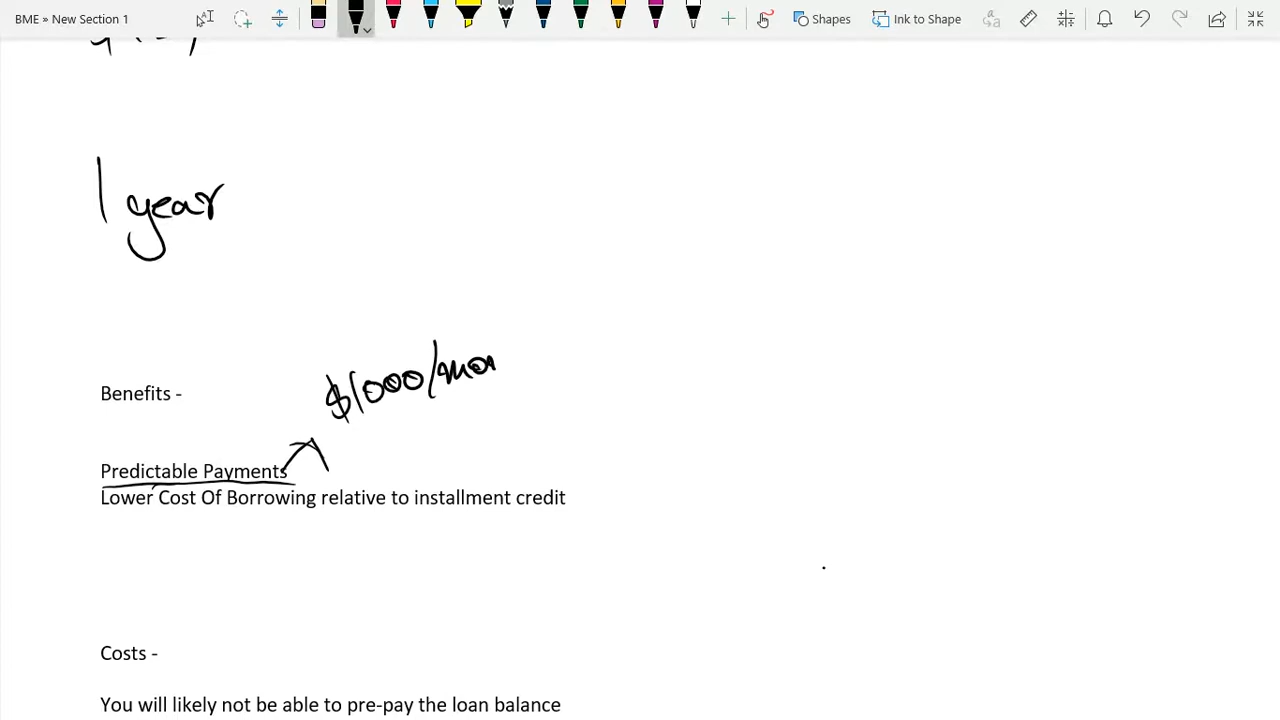 BME » New Section 1
Shapes
Ink to Shape
1 year
$1000/mon
Benefits -
Predictable Payments
Lower Cost Of Borrowing relative to installment credit
Costs -
You will likely not be able to pre-pay the loan balance